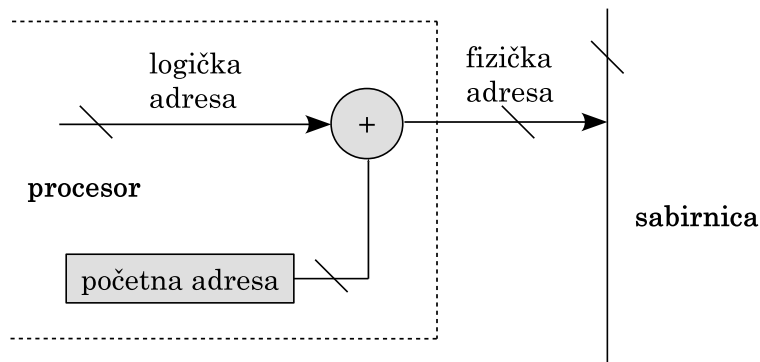 logička
adresa
fizička
adresa
+
procesor
sabirnica
početna adresa